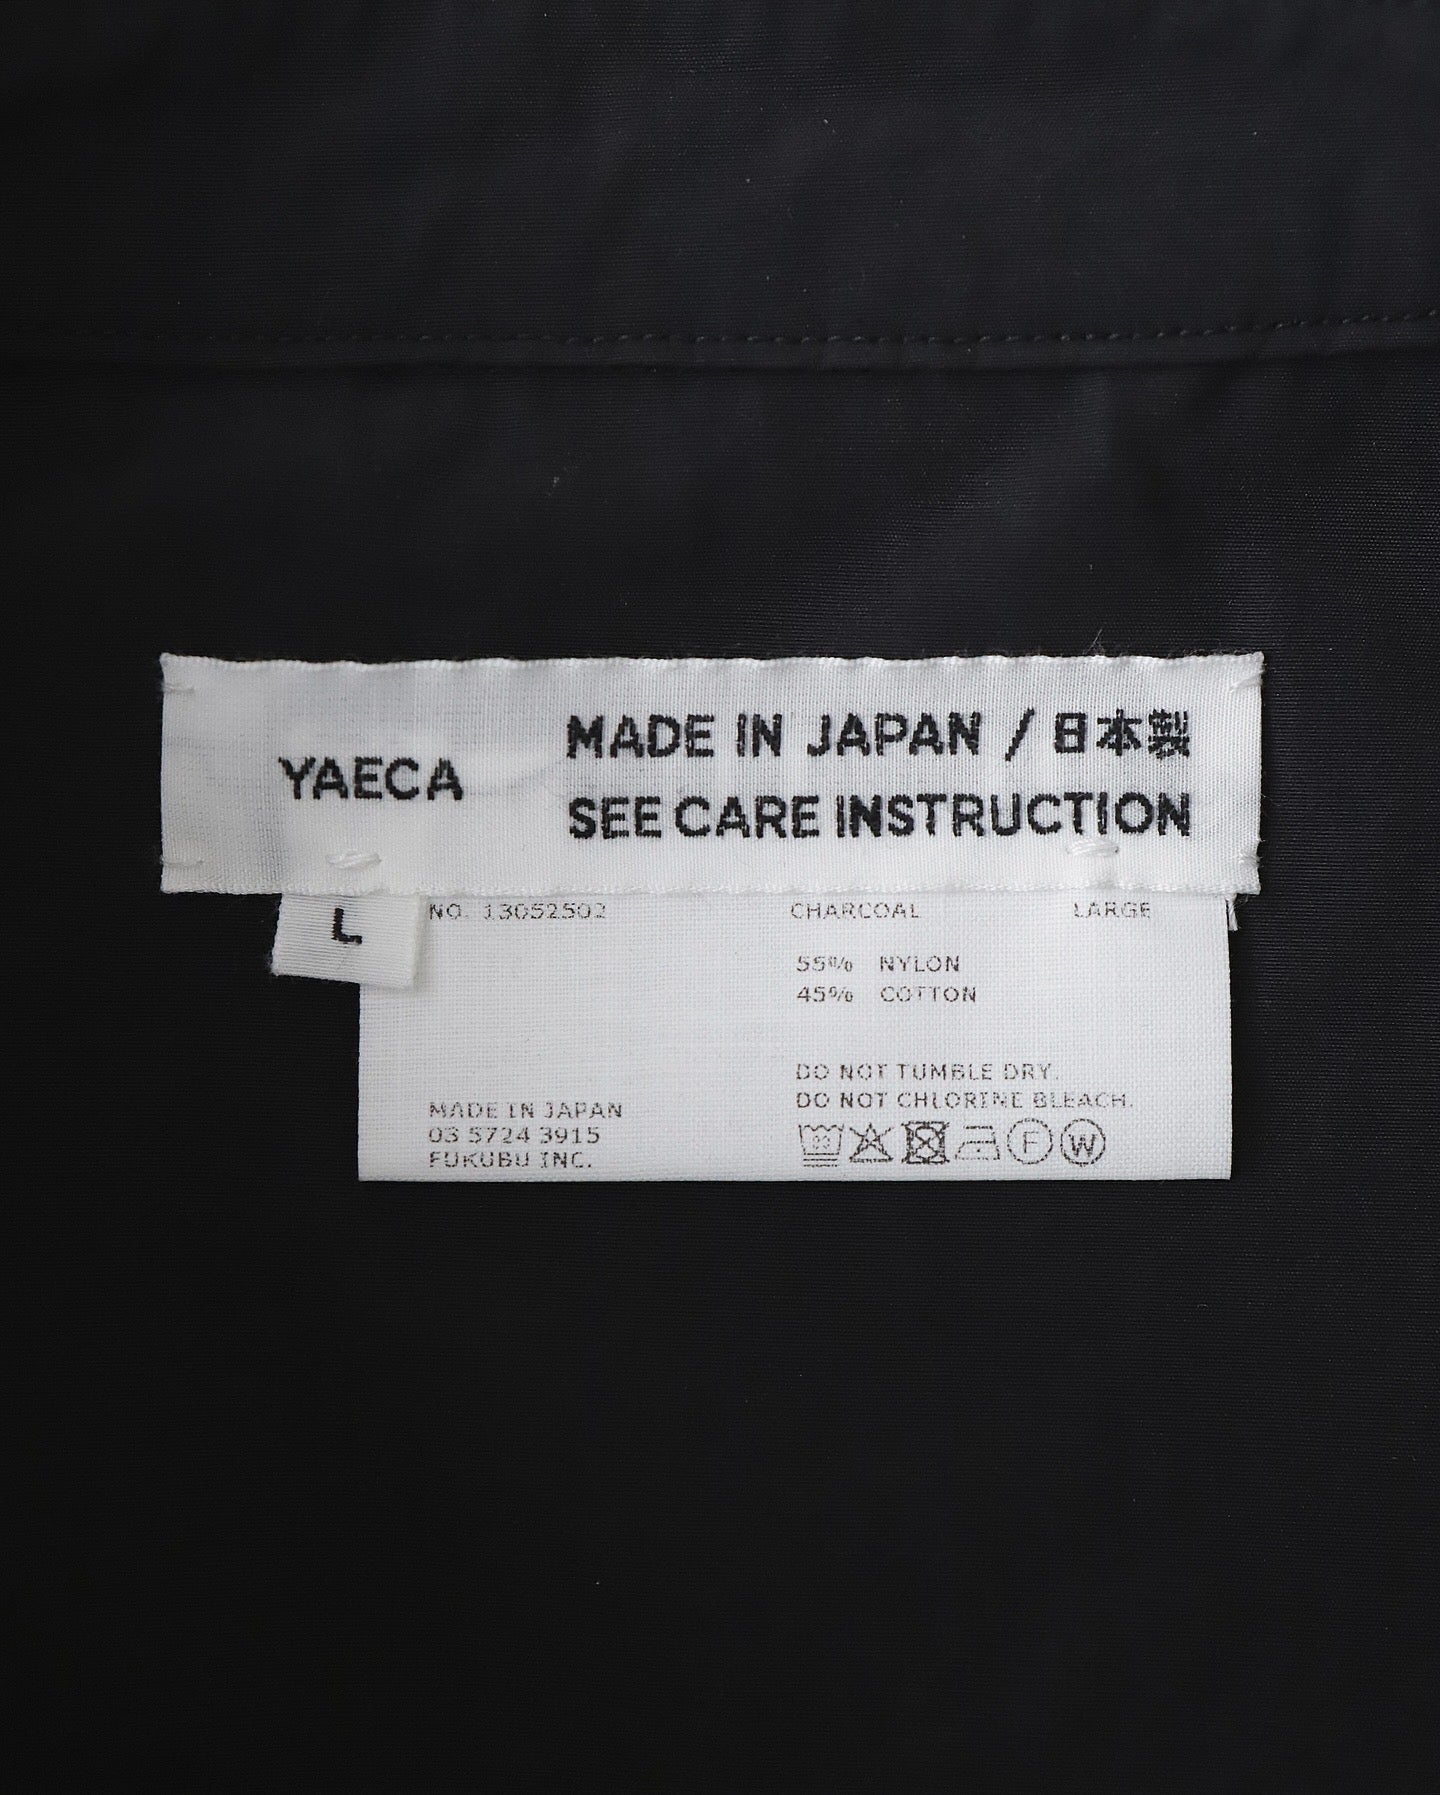 YAECA
MADE IN JAPAN / 日本製
SEE CARE INSTRUCTION
L
NO. 13052502 CHARCOAL LARGE
55% NYLON
45% COTTON
DO NOT TUMBLE DRY.
DO NOT CHLORINE BLEACH.
MADE IN JAPAN
03 5724 3915
FUKUBU INC.
F
W